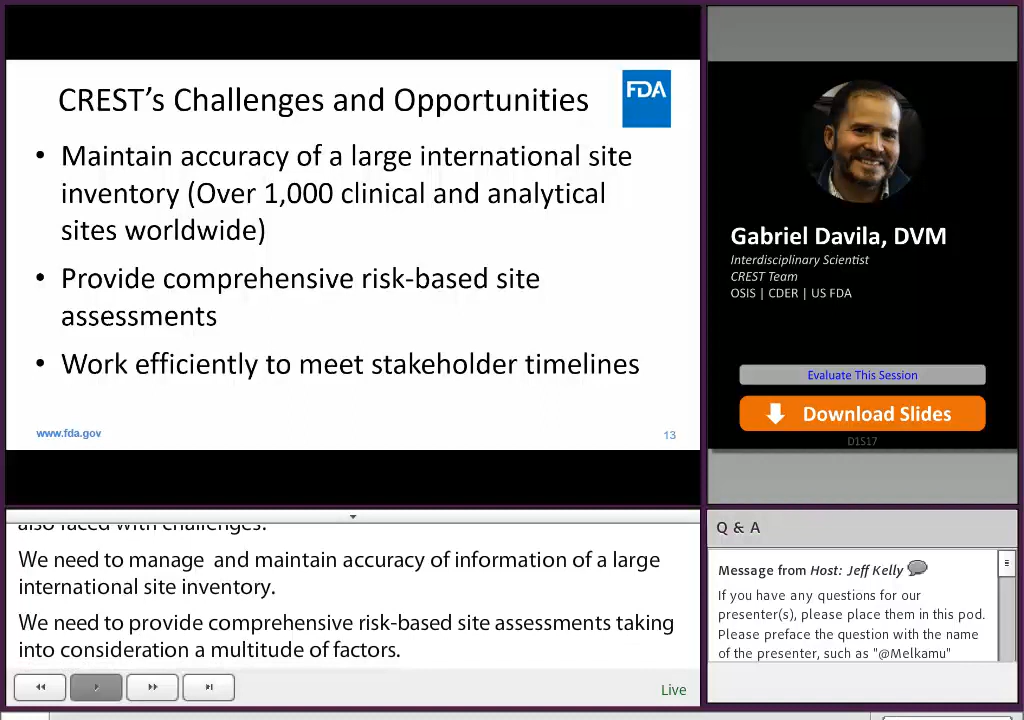 CREST's Challenges and Opportunities
FDA
• Maintain accuracy of a large international site
inventory (Over 1,000 clinical and analytical
sites worldwide)
• Provide comprehensive risk-based site
assessments
• Work efficiently to meet stakeholder timelines
www.fda.gov
13
Gabriel Davila, DVM
Interdisciplinary Scientist
CREST Team
OSIS | CDER | US FDA
Evaluate This Session
Download Slides
D1S17
also faced with challenges.
We need to manage  and maintain accuracy of information of a large
international site inventory.
We need to provide comprehensive risk-based site assessments taking
into consideration a multitude of factors.
Live
Q & A
Message from Host: Jeff Kelly
If you have any questions for our
presenter(s), please place them in this pod.
Please preface the question with the name
of the presenter, such as "@Melkamu"